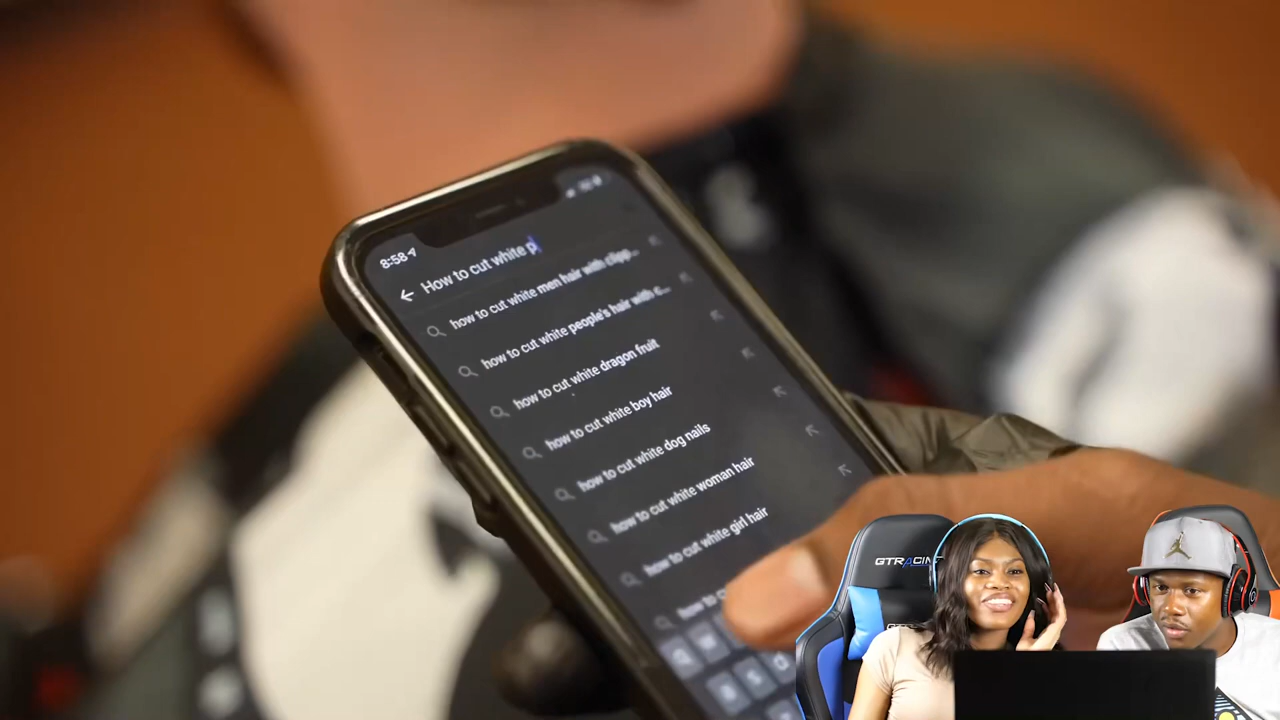 8:58
How to cut white p
how to cut white men hair with clipp...
how to cut white people's hair with c...
how to cut white dragon fruit
how to cut white boy hair
how to cut white dog nails
how to cut white woman hair
how to cut white girl hair
how to c
GTRACIN